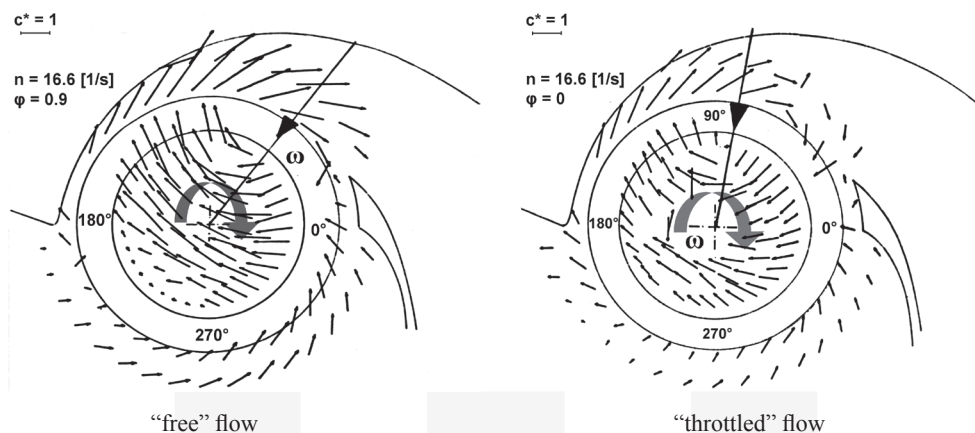 c* = 1
n = 16.6 [1/s]
φ = 0.9
ω
180°
0°
270°
“free” flow
c* = 1
n = 16.6 [1/s]
φ = 0
90°
180°
0°
ω
270°
“throttled” flow